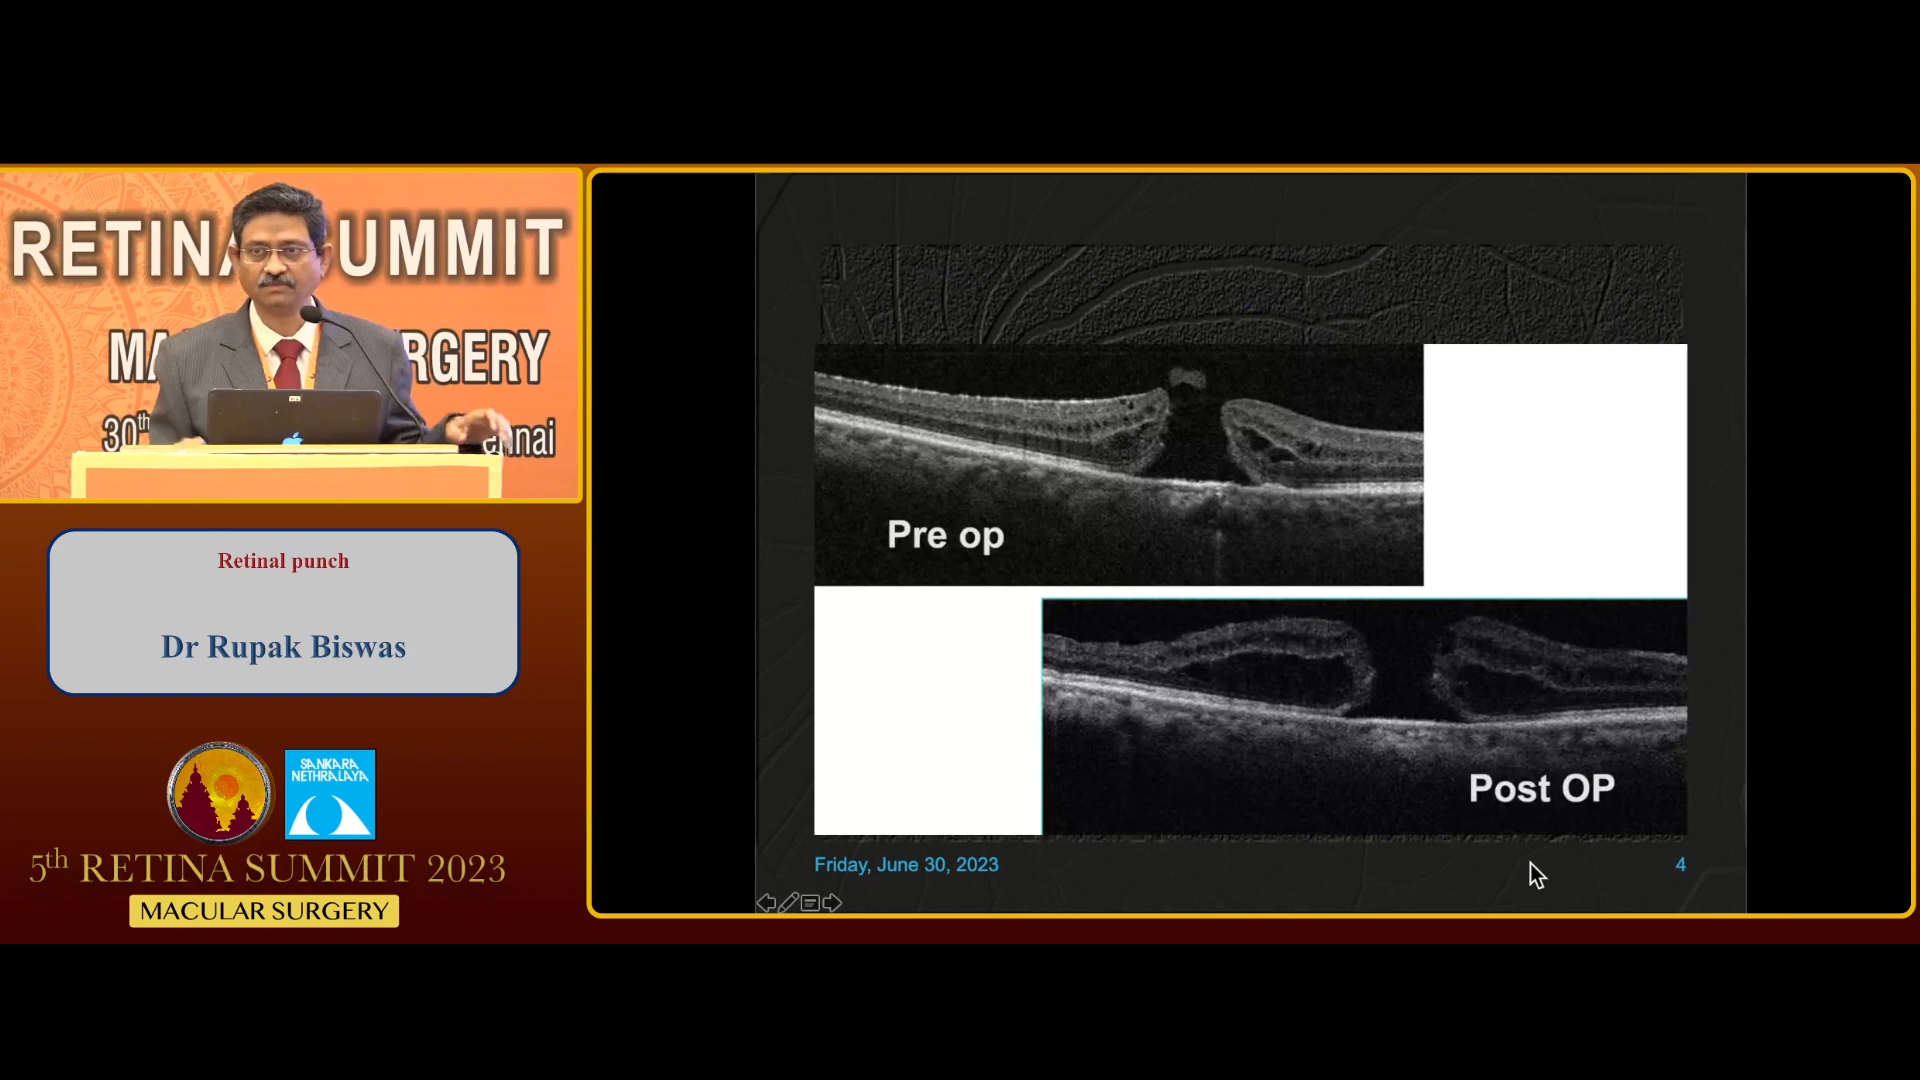 RETINA SUMMIT
MA RGERY
30th ennai
Retinal punch
Dr Rupak Biswas
SANKARA
NETHRALAYA
5th RETINA SUMMIT 2023
MACULAR SURGERY
Pre op
Post OP
Friday, June 30, 2023
4